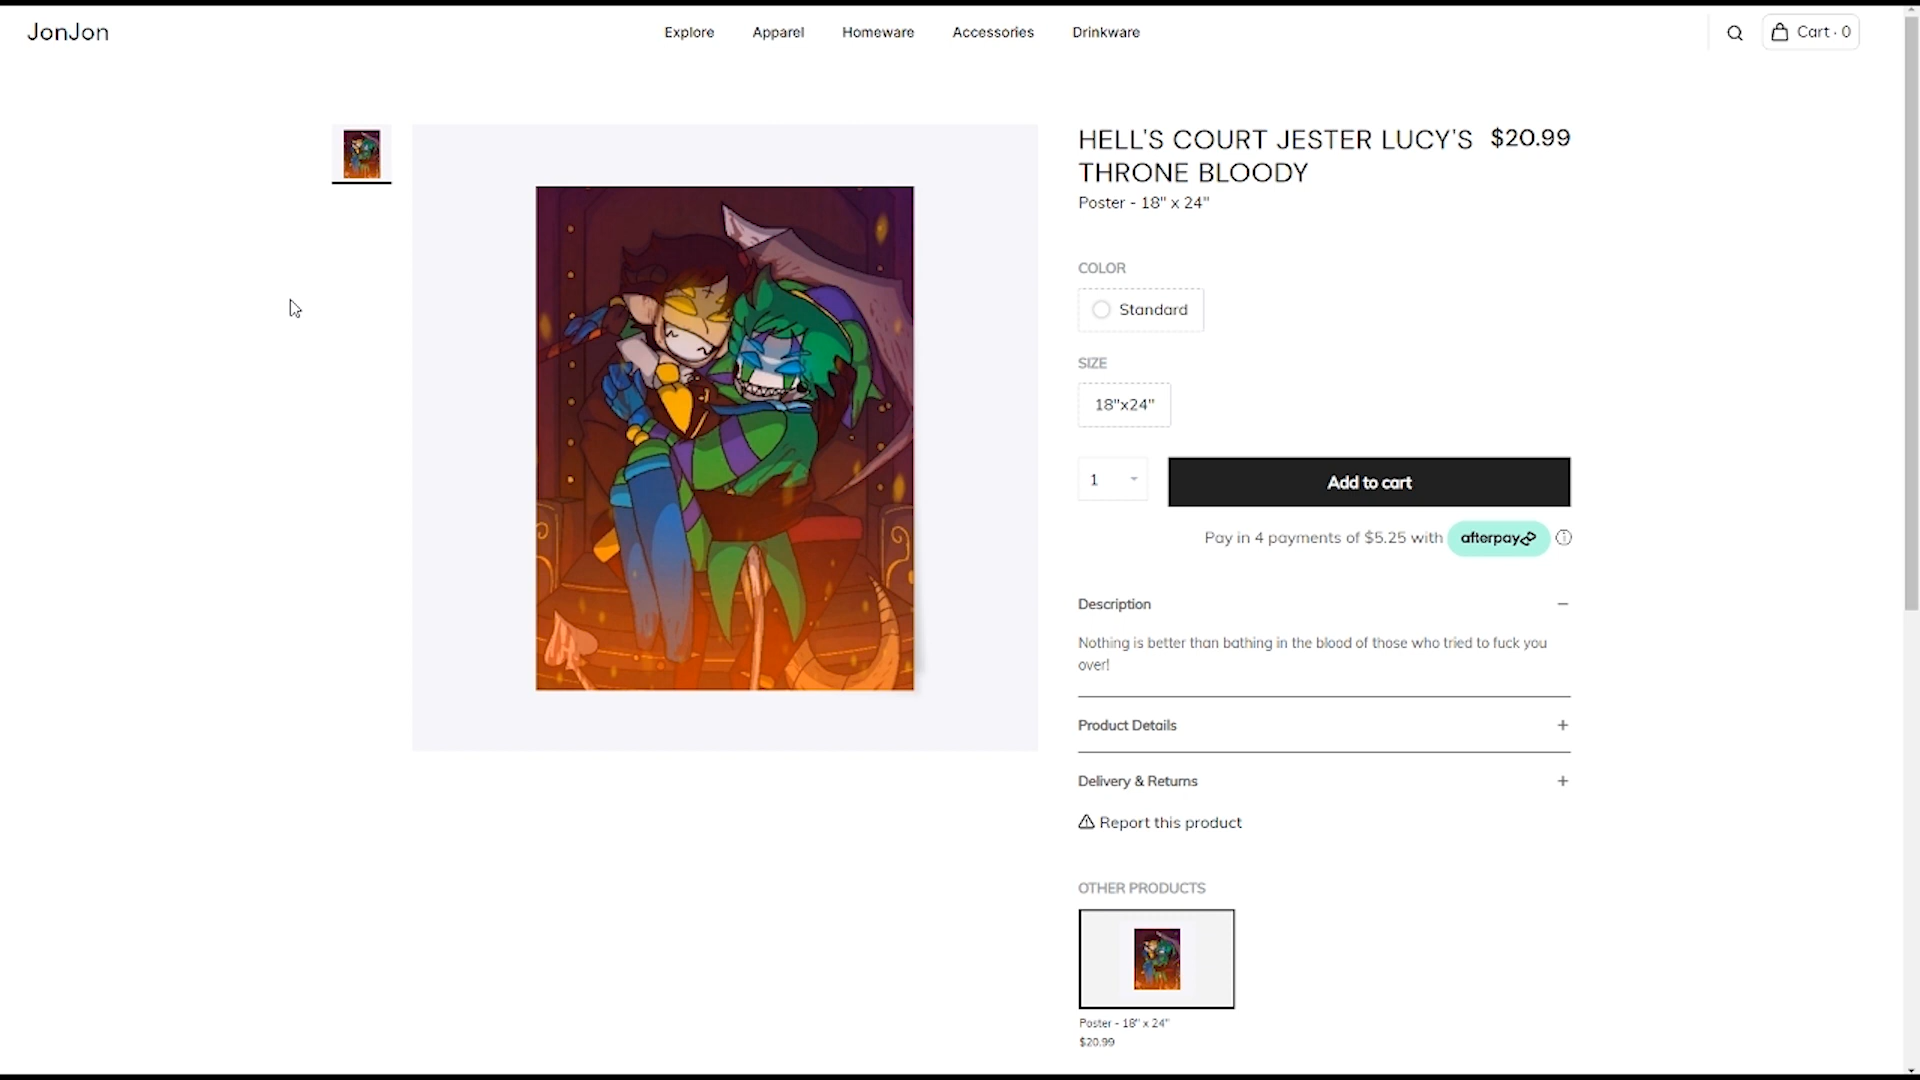 JonJon
Explore
Apparel
Homeware
Accessories
Drinkware
Cart · 0
HELL'S COURT JESTER LUCY'S
THRONE BLOODY
$20.99
Poster - 18" x 24"
COLOR
Standard
SIZE
18"x24"
1
Add to cart
Pay in 4 payments of $5.25 with afterpay
Description
Nothing is better than bathing in the blood of those who tried to fuck you
over!
Product Details
Delivery & Returns
Report this product
OTHER PRODUCTS
Poster - 18" x 24"
$20.99